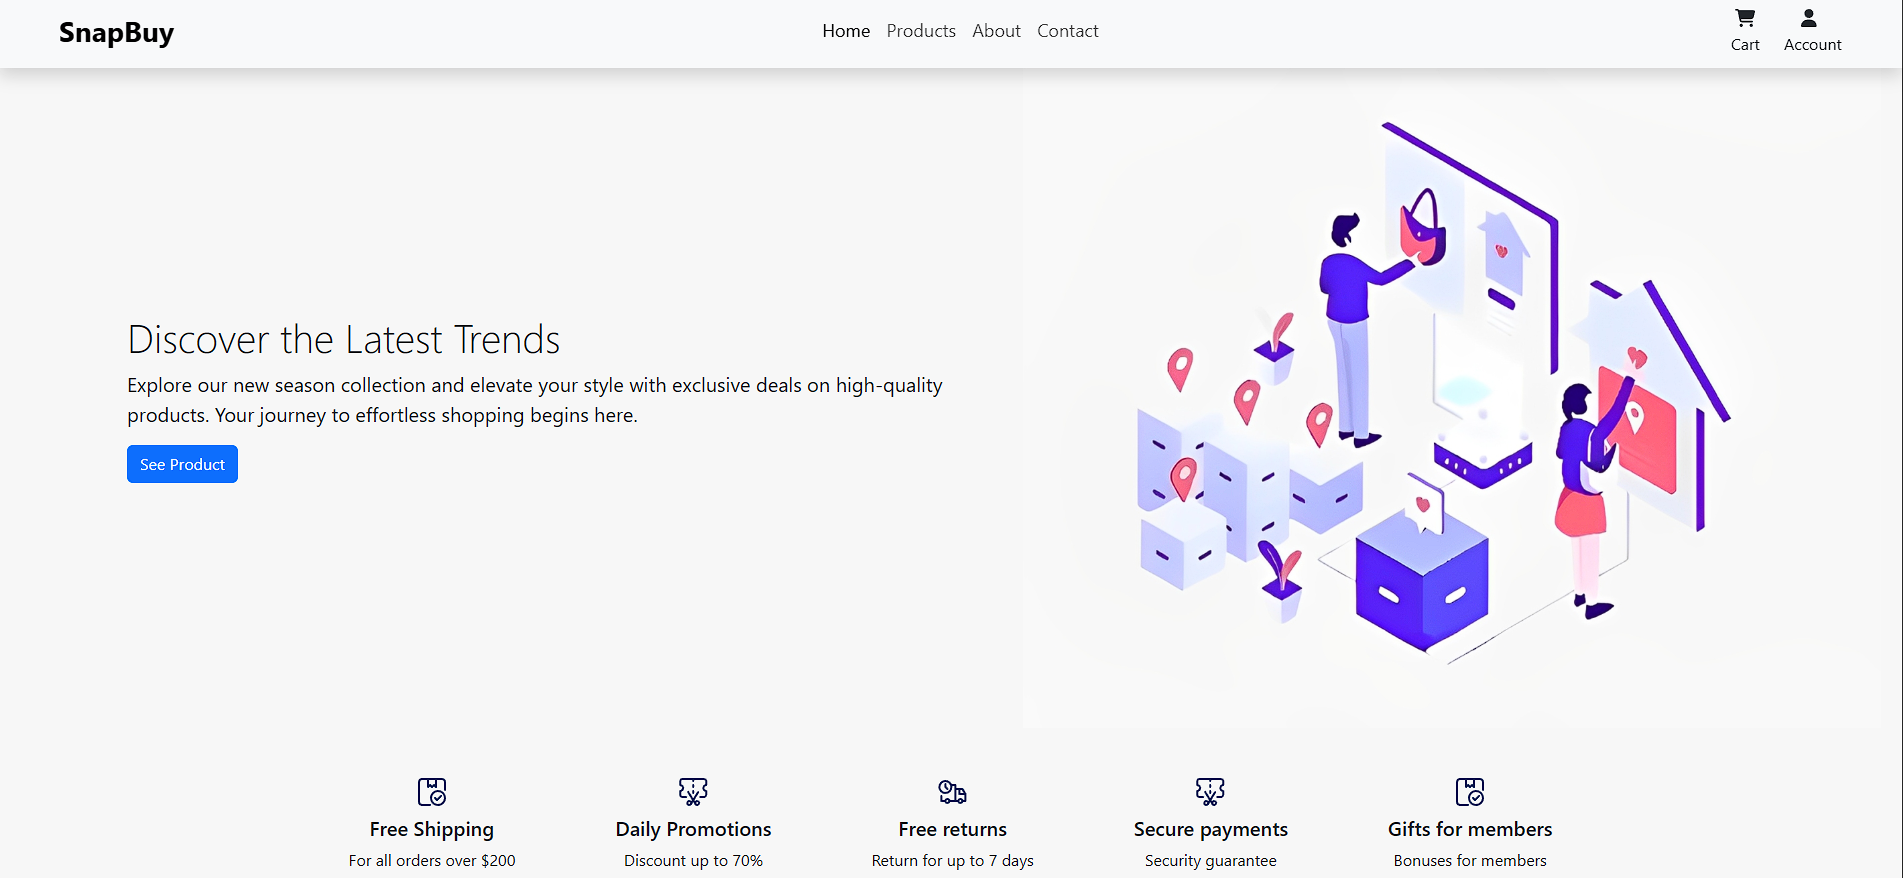 SnapBuy
Home Products About Contact
Cart Account
Discover the Latest Trends
Explore our new season collection and elevate your style with exclusive deals on high-quality
products. Your journey to effortless shopping begins here.
See Product
Free Shipping
For all orders over $200
Daily Promotions
Discount up to 70%
Free returns
Return for up to 7 days
Secure payments
Security guarantee
Gifts for members
Bonuses for members